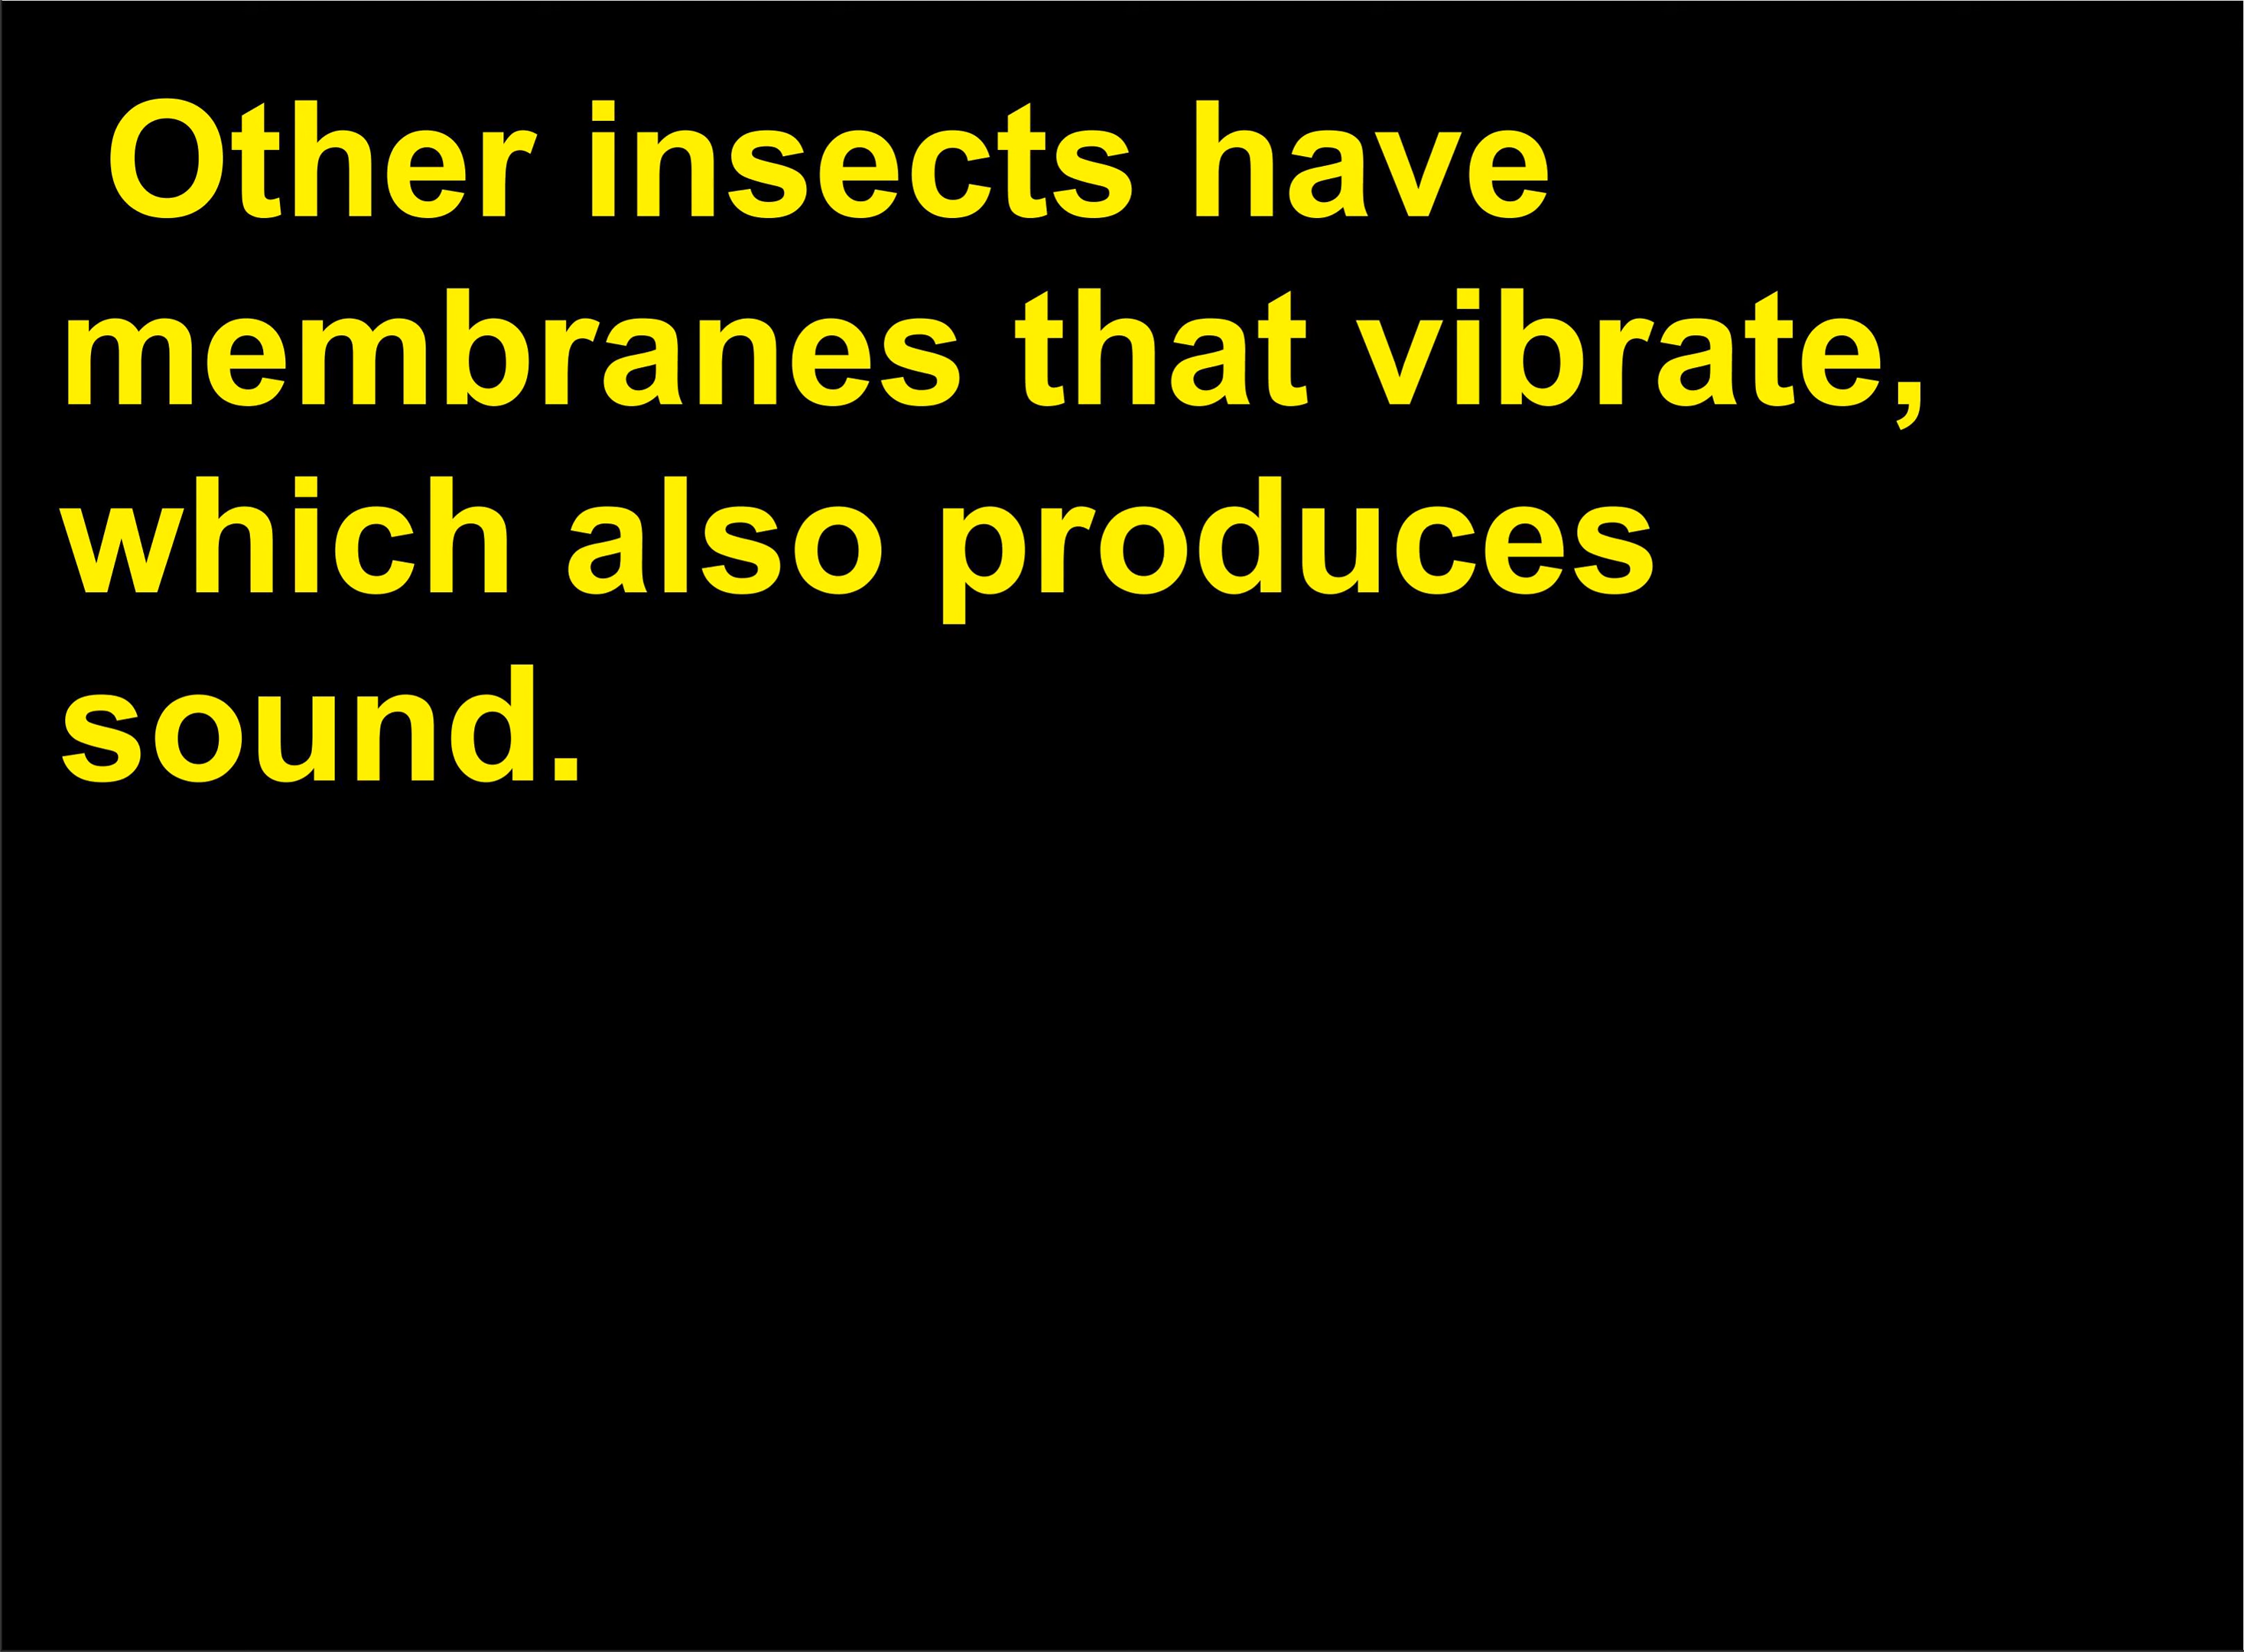 Other insects have
membranes that vibrate,
which also produces
sound.